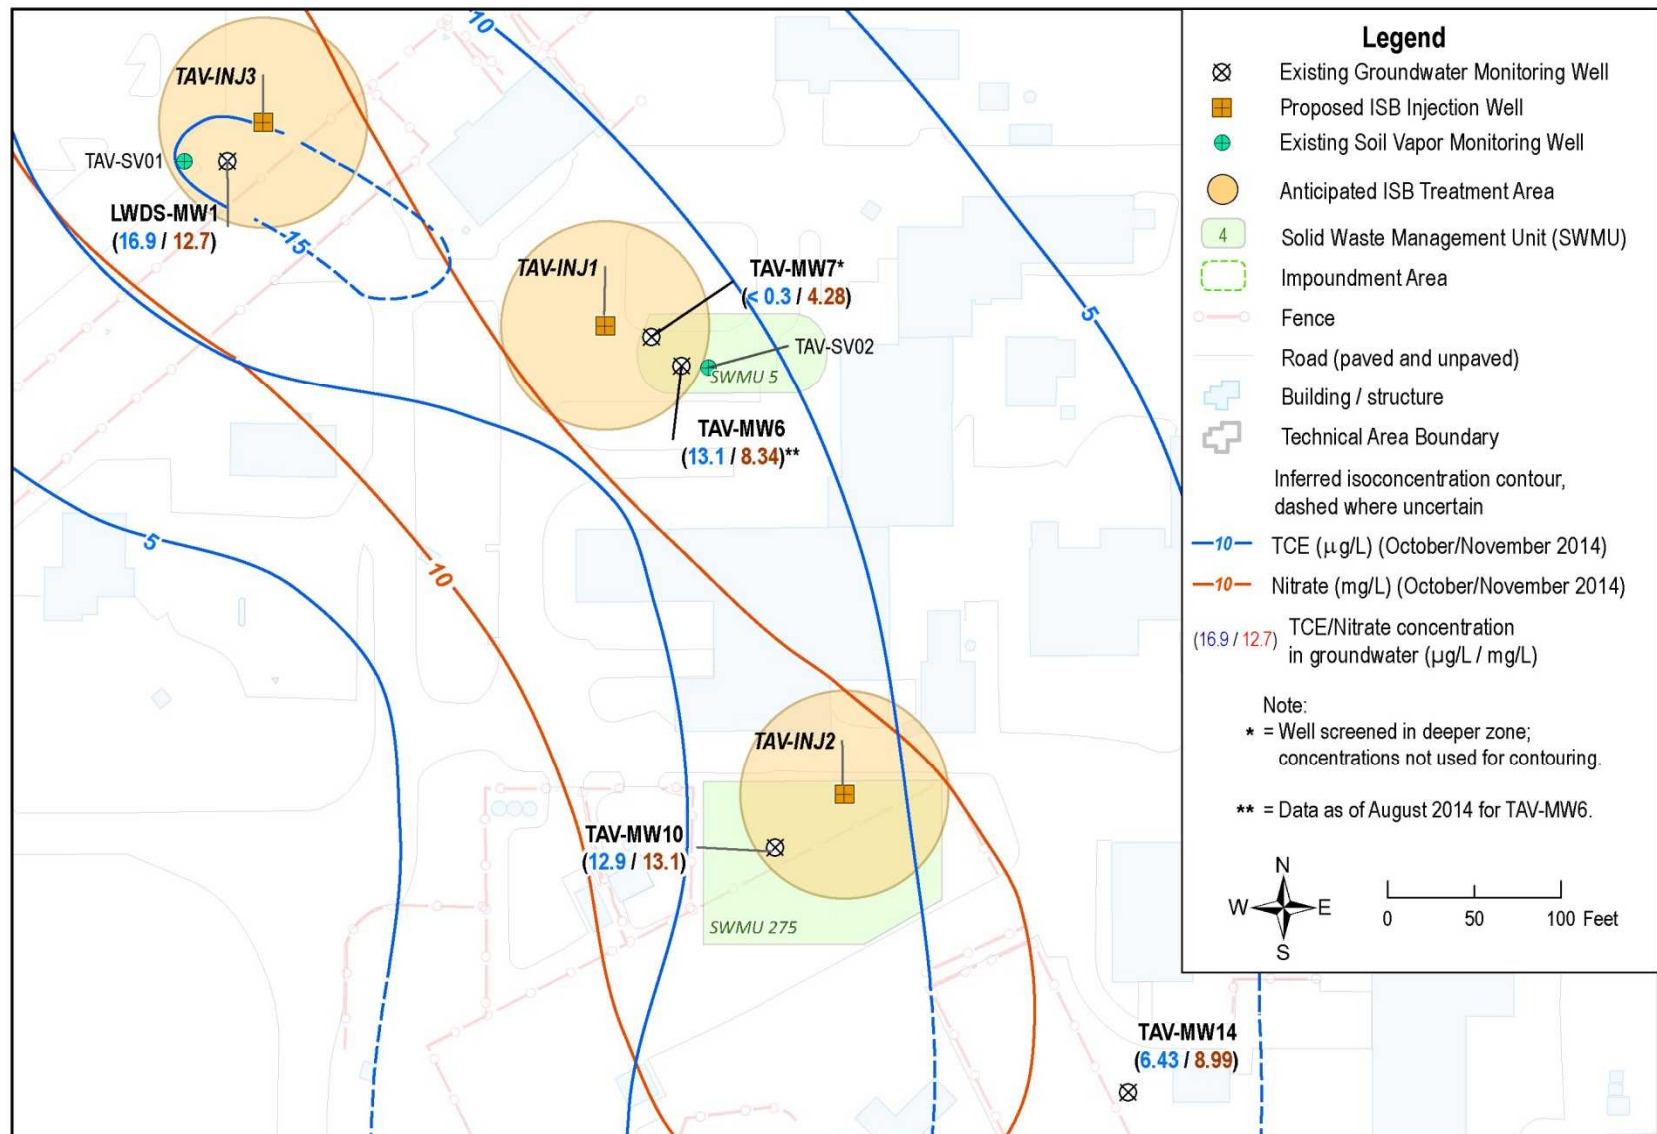 10
TAV-INJ3
TAV-SV01
LWDS-MW1
(16.9 / 12.7)
15
TAV-INJ1
TAV-MW7*
(< 0.3 / 4.28)
5
TAV-SV02
SWMU 5
TAV-MW6
(13.1 / 8.34)**
5
10
TAV-INJ2
TAV-MW10
(12.9 / 13.1)
SWMU 275
TAV-MW14
(6.43 / 8.99)
Legend
Existing Groundwater Monitoring Well
Proposed ISB Injection Well
Existing Soil Vapor Monitoring Well
Anticipated ISB Treatment Area
4 Solid Waste Management Unit (SWMU)
Impoundment Area
Fence
Road (paved and unpaved)
Building / structure
Technical Area Boundary
Inferred isoconcentration contour,
dashed where uncertain
10 TCE (µg/L) (October/November 2014)
10 Nitrate (mg/L) (October/November 2014)
(16.9 / 12.7) TCE/Nitrate concentration
in groundwater (µg/L / mg/L)
Note:
* = Well screened in deeper zone;
concentrations not used for contouring.
** = Data as of August 2014 for TAV-MW6.
N
W E
S
0 50 100 Feet